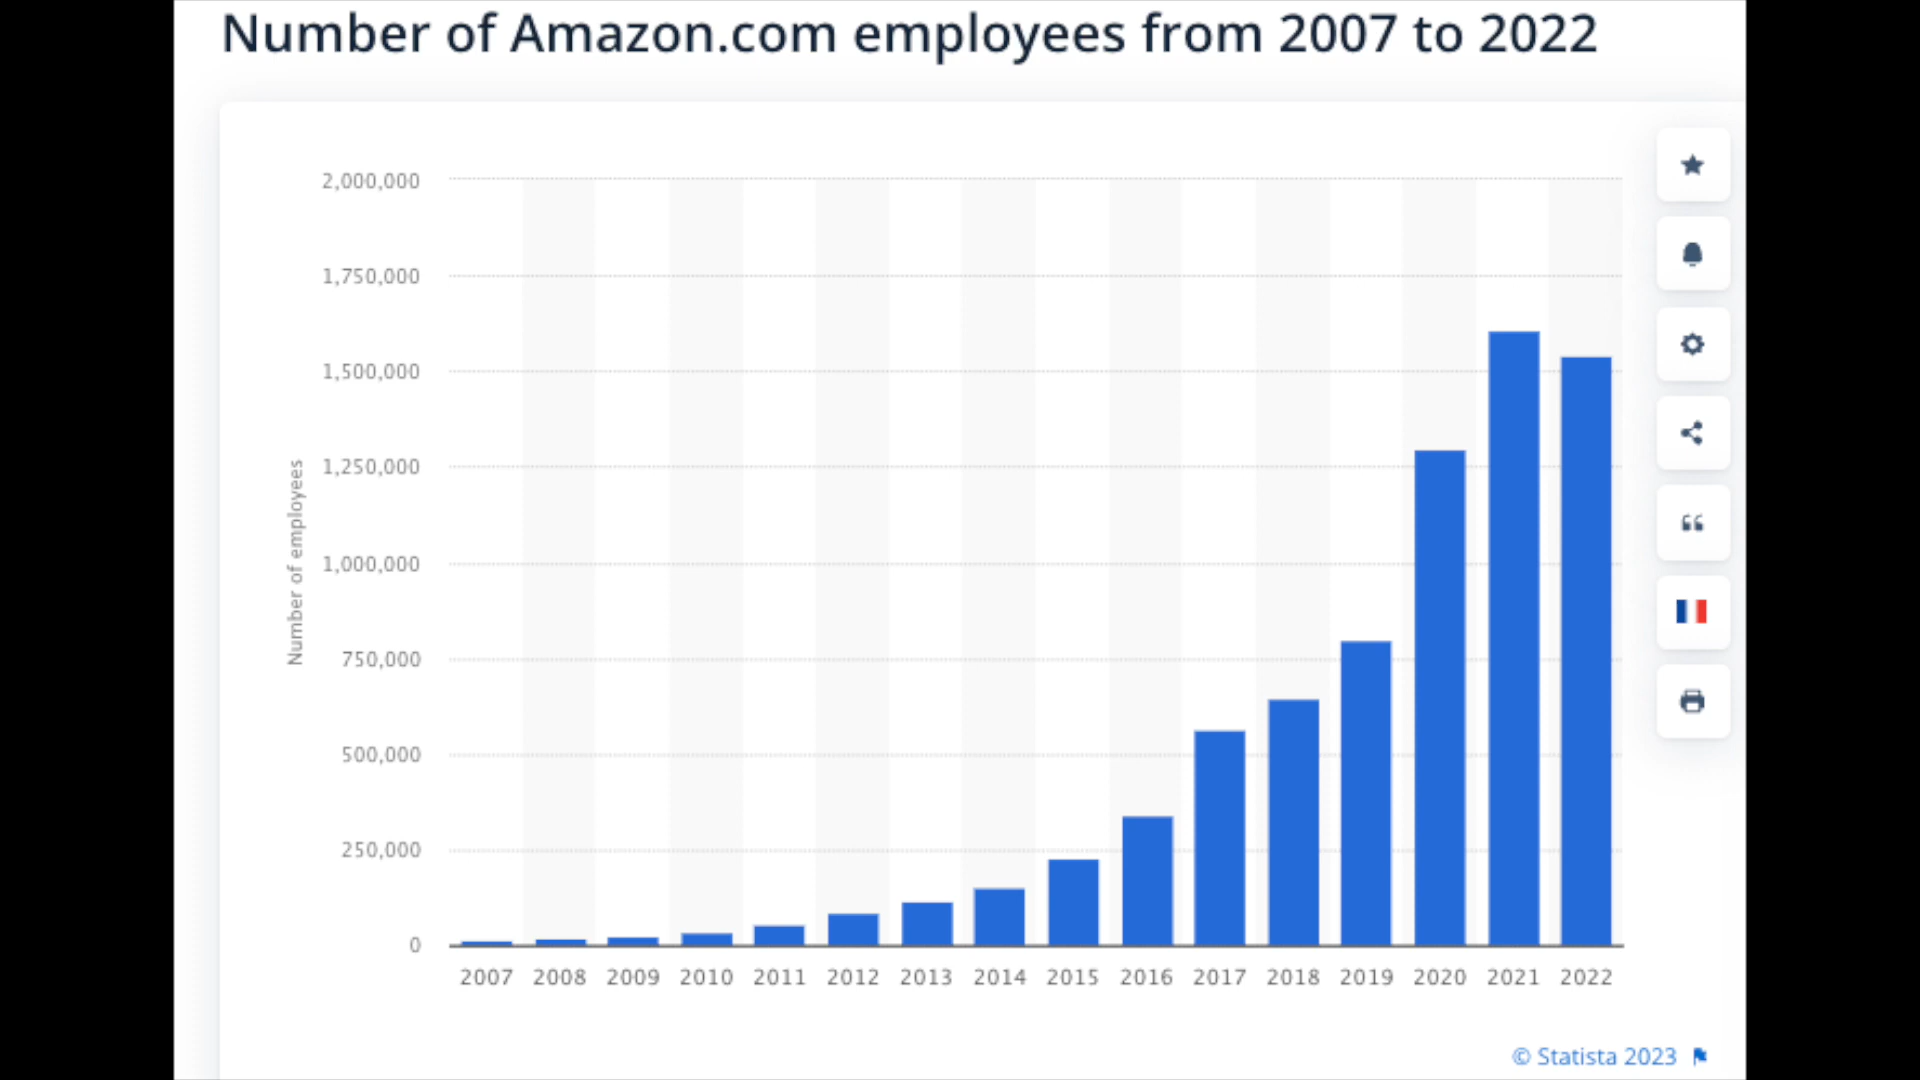 Number of Amazon.com employees from 2007 to 2022
2,000,000
1,750,000
1,500,000
1,250,000
1,000,000
750,000
500,000
250,000
0
Number of employees
2007 2008 2009 2010 2011 2012 2013 2014 2015 2016 2017 2018 2019 2020 2021 2022
© Statista 2023